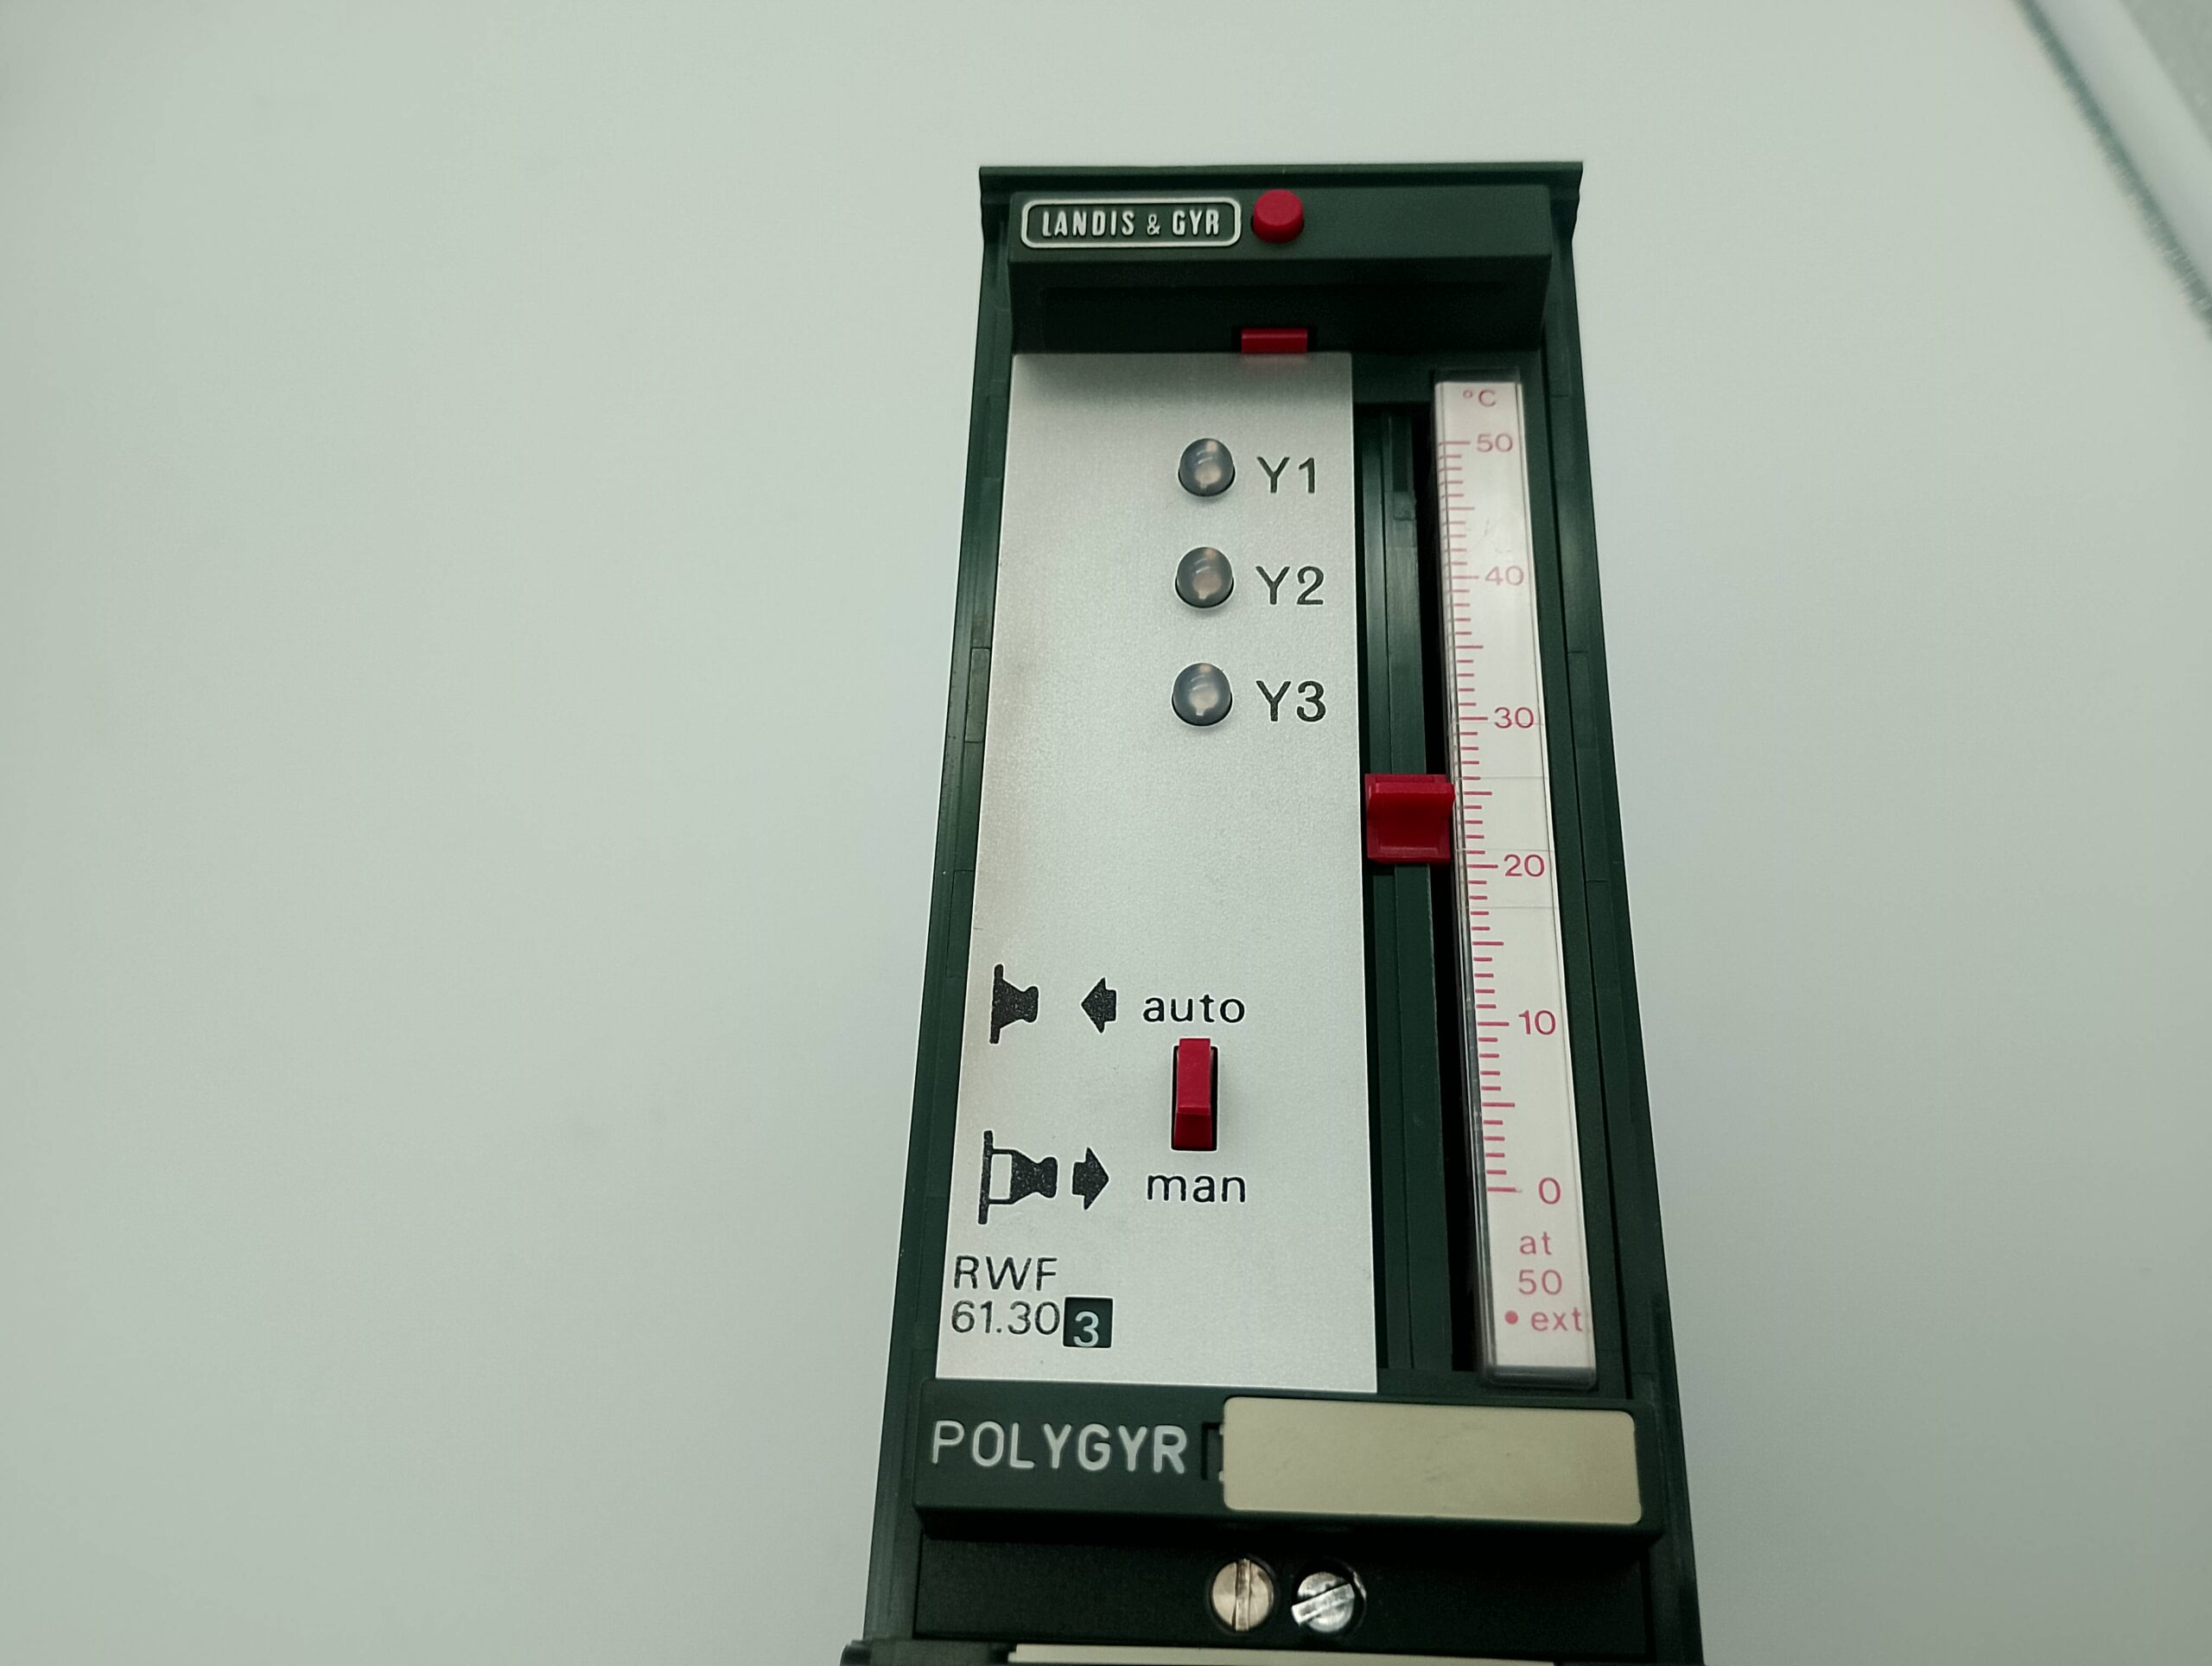 LANDIS & GYR
°C
50
Y1
40
Y2
30
Y3
20
10
auto
0
man
at
50
• ext
RWF
61.303
POLYGYR